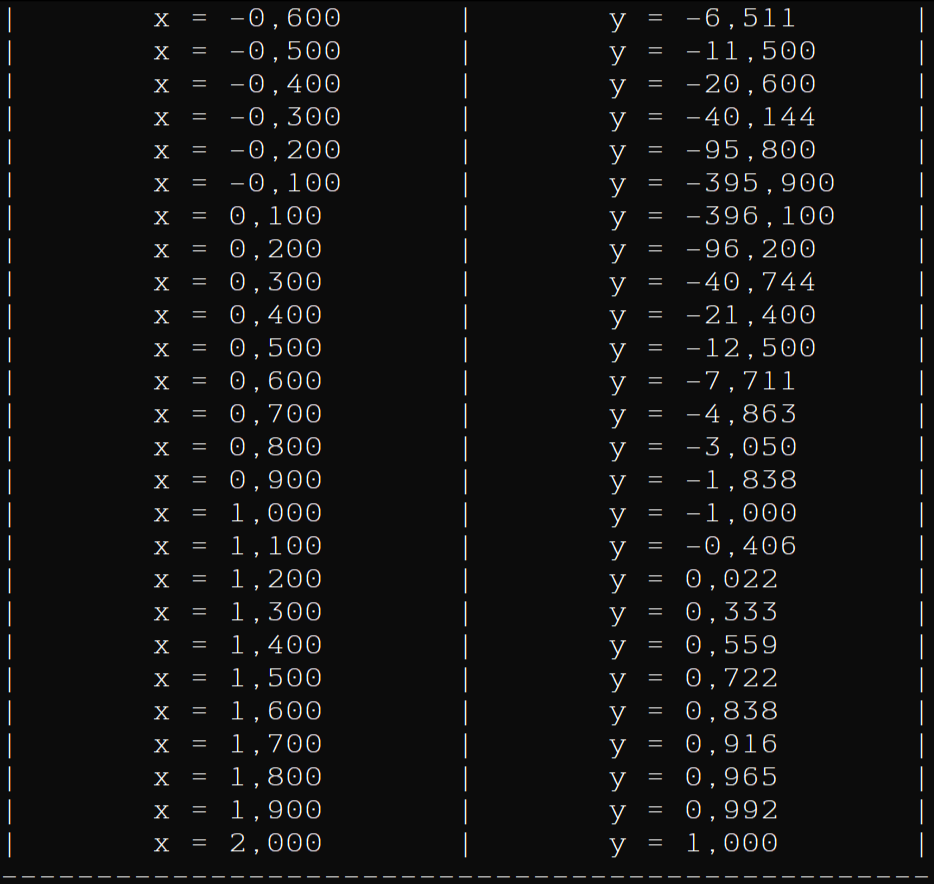 |       x = -0,600      |       y = -6,511      |
|       x = -0,500      |       y = -11,500     |
|       x = -0,400      |       y = -20,600     |
|       x = -0,300      |       y = -40,144     |
|       x = -0,200      |       y = -95,800     |
|       x = -0,100      |       y = -395,900    |
|       x = 0,100       |       y = -396,100    |
|       x = 0,200       |       y = -96,200     |
|       x = 0,300       |       y = -40,744     |
|       x = 0,400       |       y = -21,400     |
|       x = 0,500       |       y = -12,500     |
|       x = 0,600       |       y = -7,711      |
|       x = 0,700       |       y = -4,863      |
|       x = 0,800       |       y = -3,050      |
|       x = 0,900       |       y = -1,838      |
|       x = 1,000       |       y = -1,000      |
|       x = 1,100       |       y = -0,406      |
|       x = 1,200       |       y = 0,022       |
|       x = 1,300       |       y = 0,333       |
|       x = 1,400       |       y = 0,559       |
|       x = 1,500       |       y = 0,722       |
|       x = 1,600       |       y = 0,838       |
|       x = 1,700       |       y = 0,916       |
|       x = 1,800       |       y = 0,965       |
|       x = 1,900       |       y = 0,992       |
|       x = 2,000       |       y = 1,000       |
-------------------------------------------------